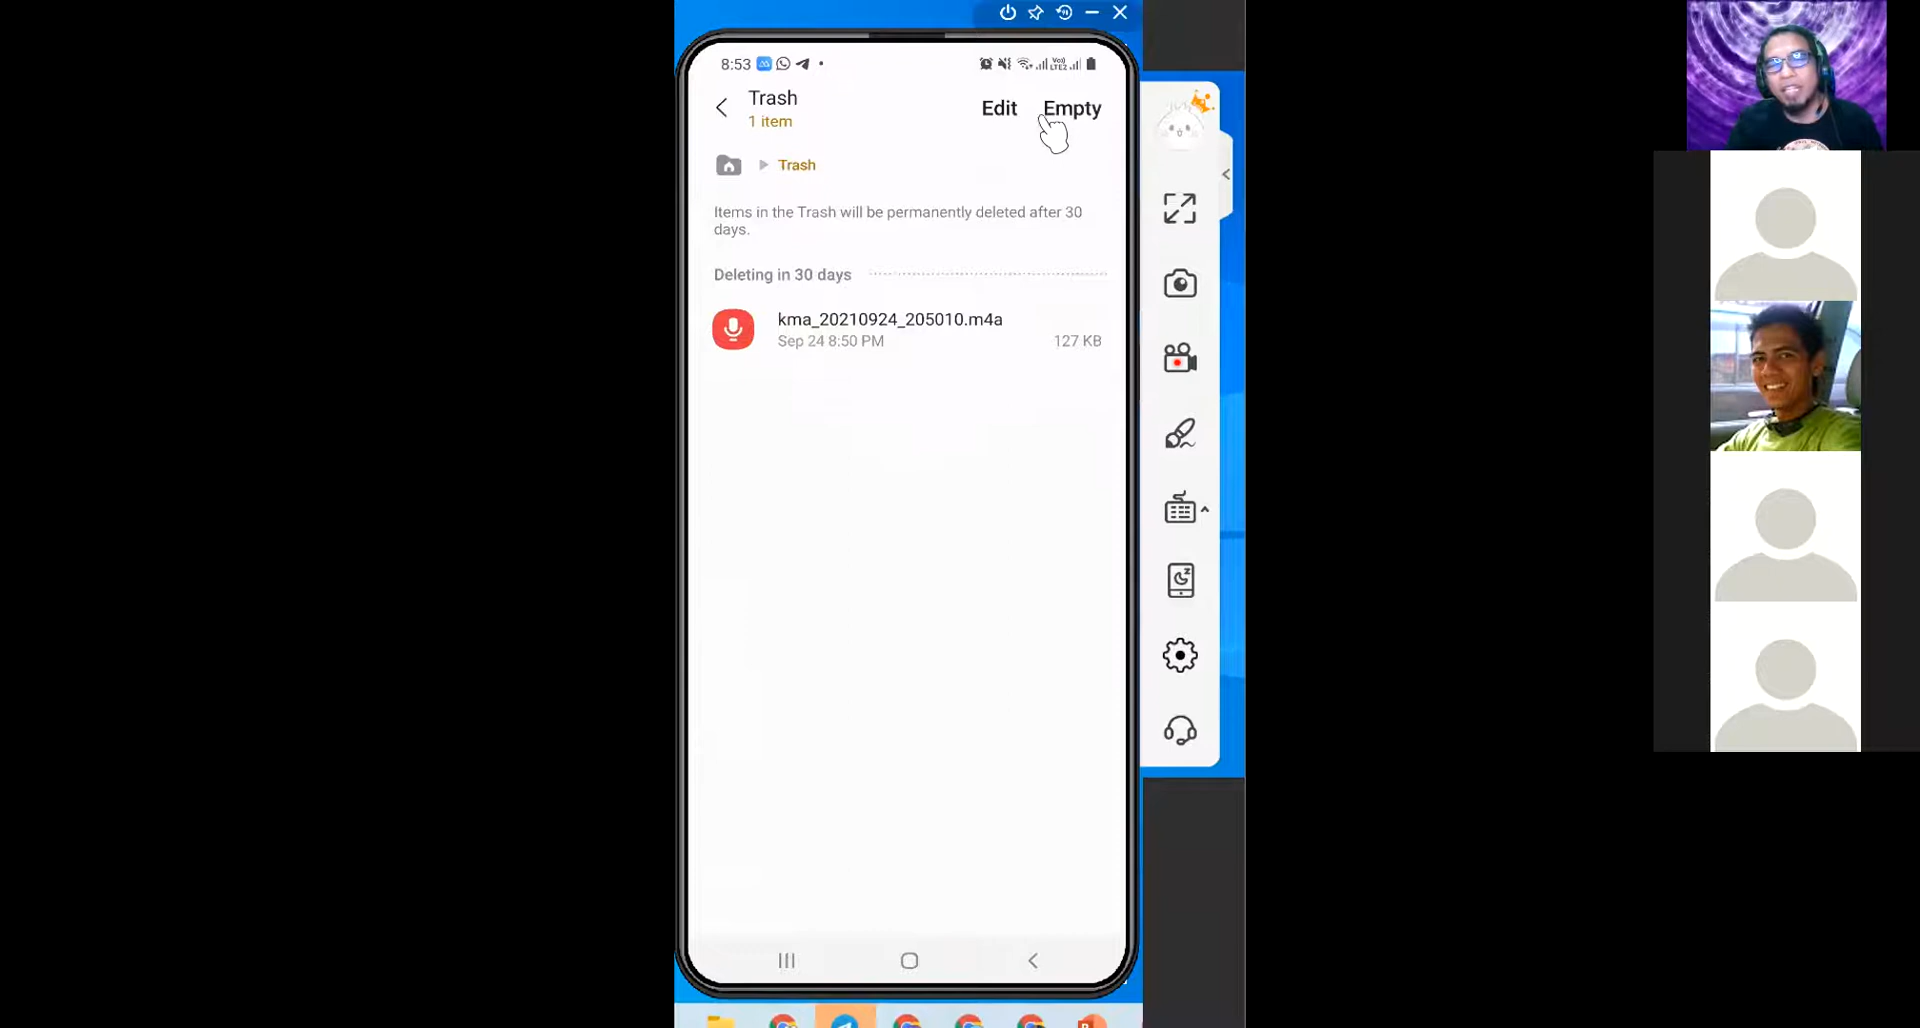 8:53
Trash
1 item
Edit
Empty
Trash
Items in the Trash will be permanently deleted after 30
days.
Deleting in 30 days
kma_20210924_205010.m4a
Sep 24 8:50 PM
127 KB